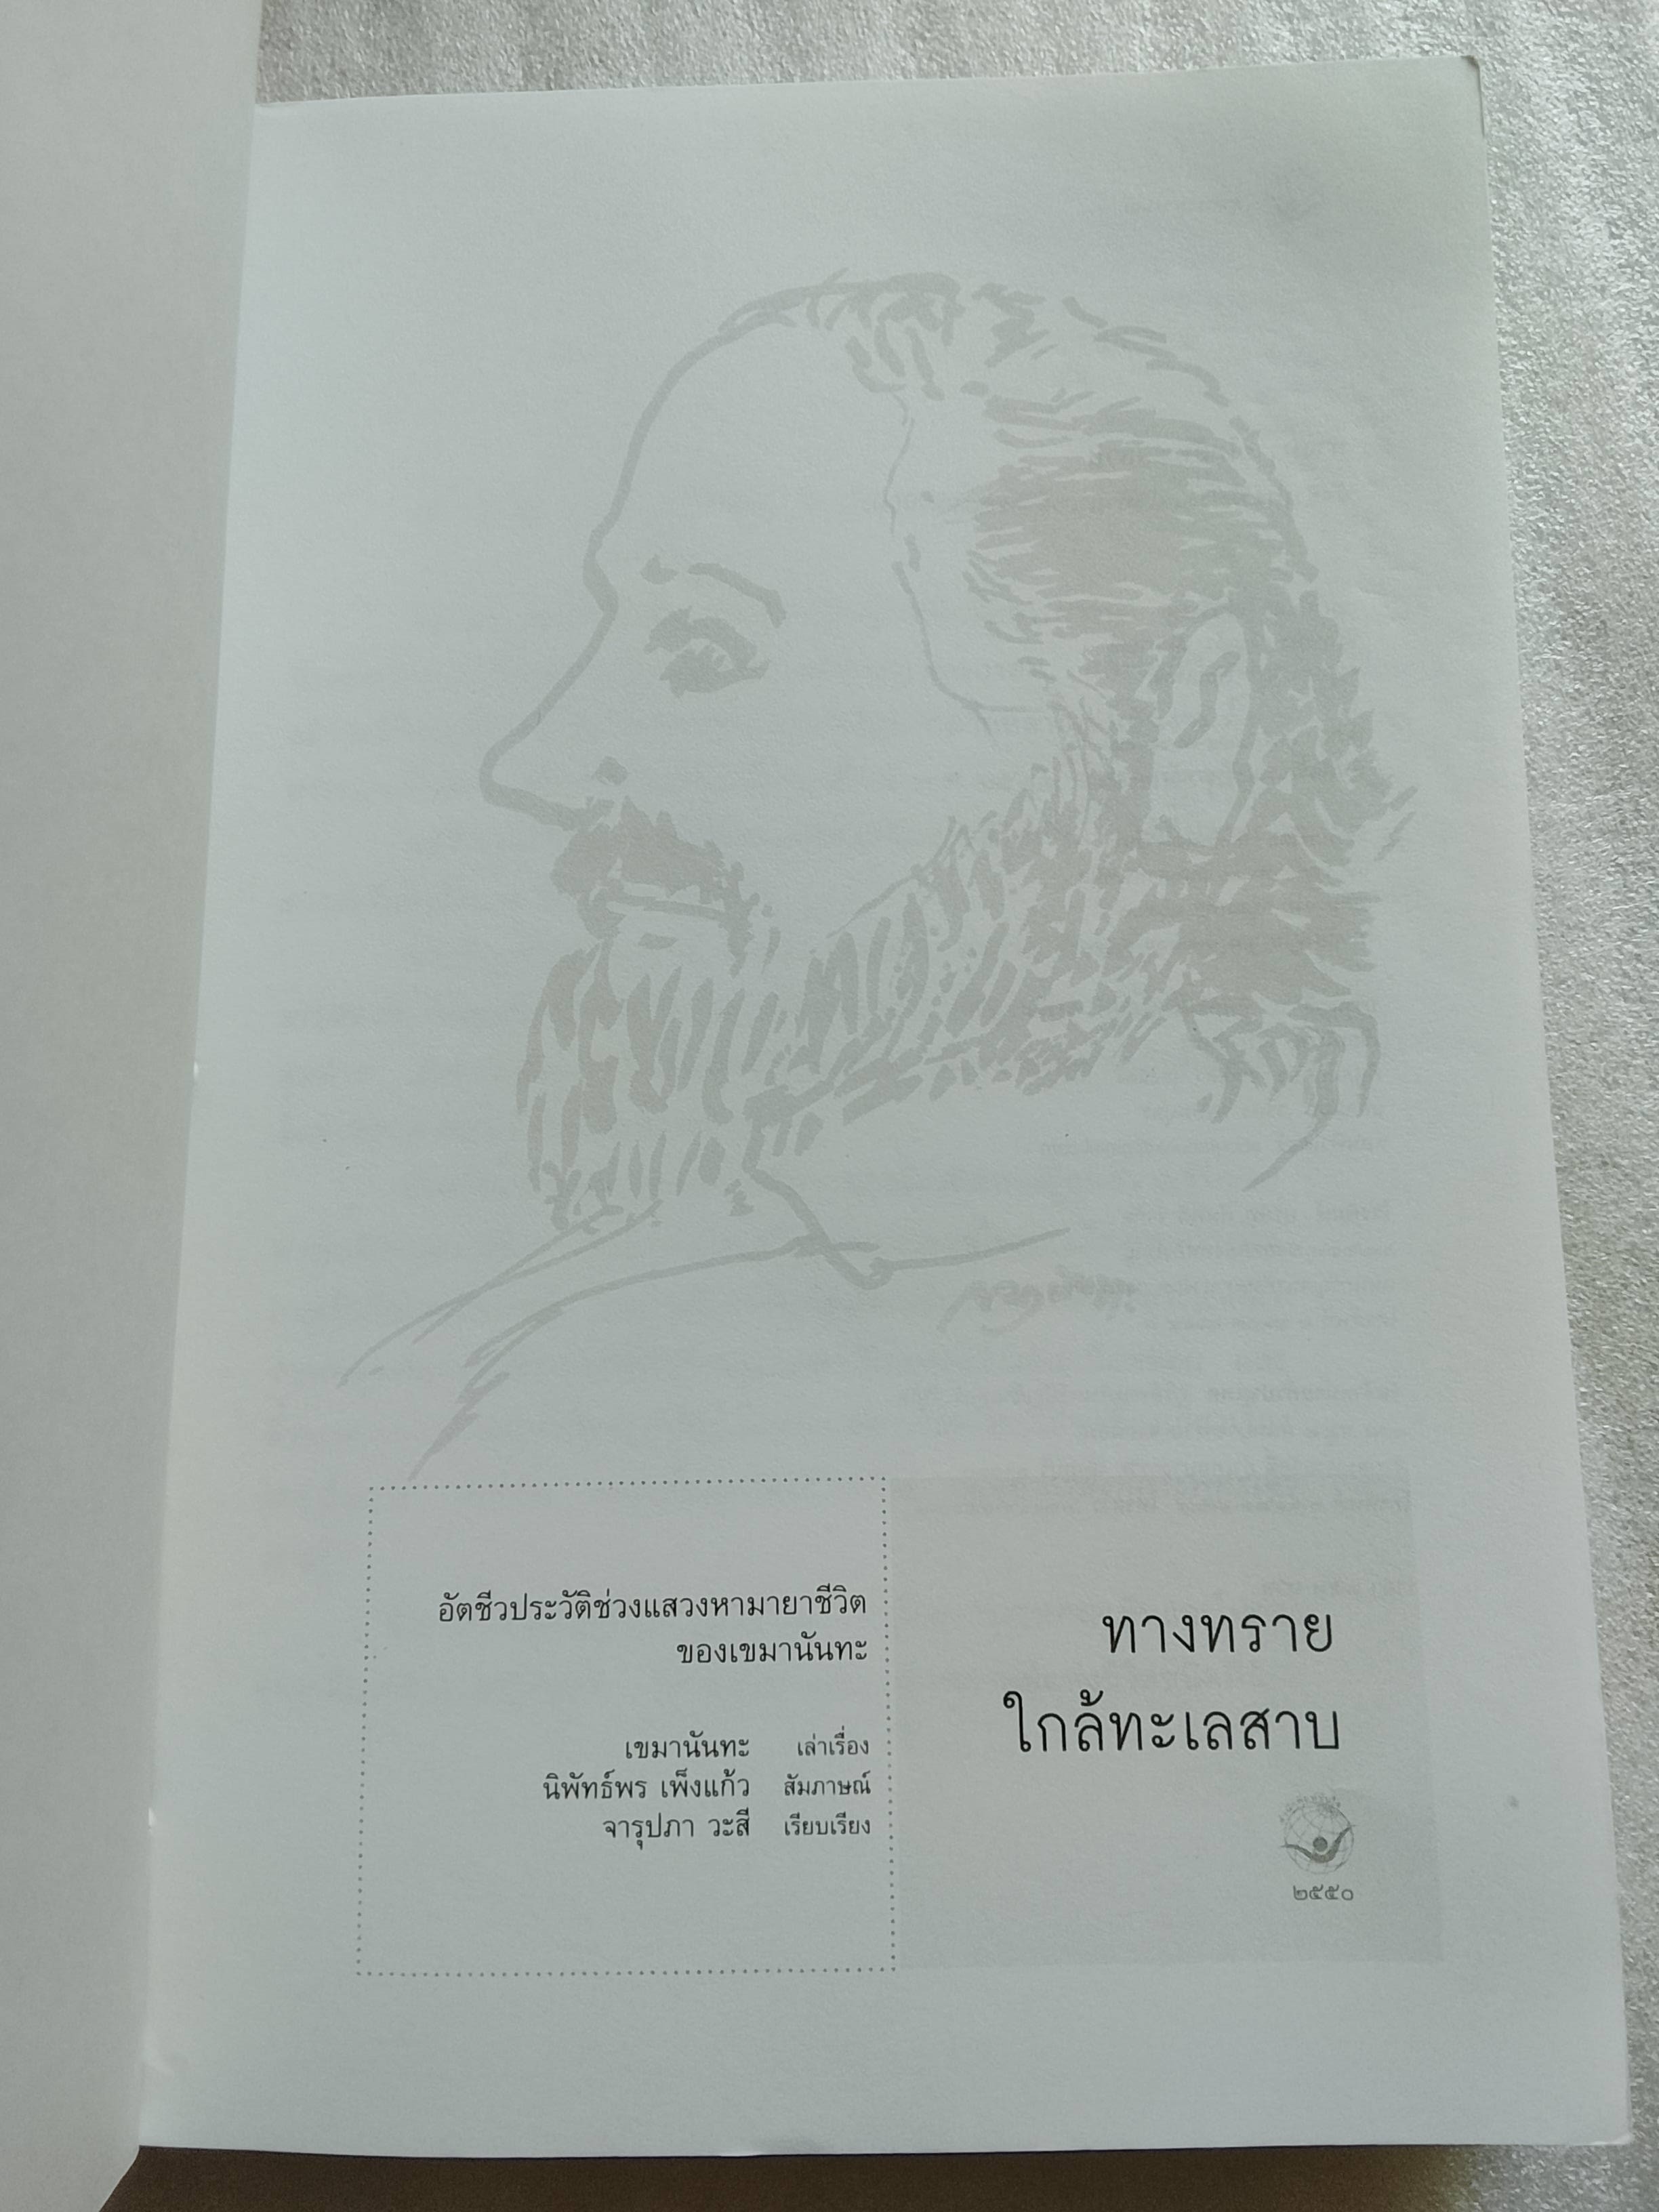 อัตชีวประวัติช่วงแสวงหามายาชีวิต
ของเขมานันทะ
เขมานันทะ เล่าเรื่อง
นิพัทธ์พร เพ็งแก้ว สัมภาษณ์
จารุปภา วะสี เรียบเรียง
ทางทราย
ใกล้ทะเลสาบ
๒๕๕๐